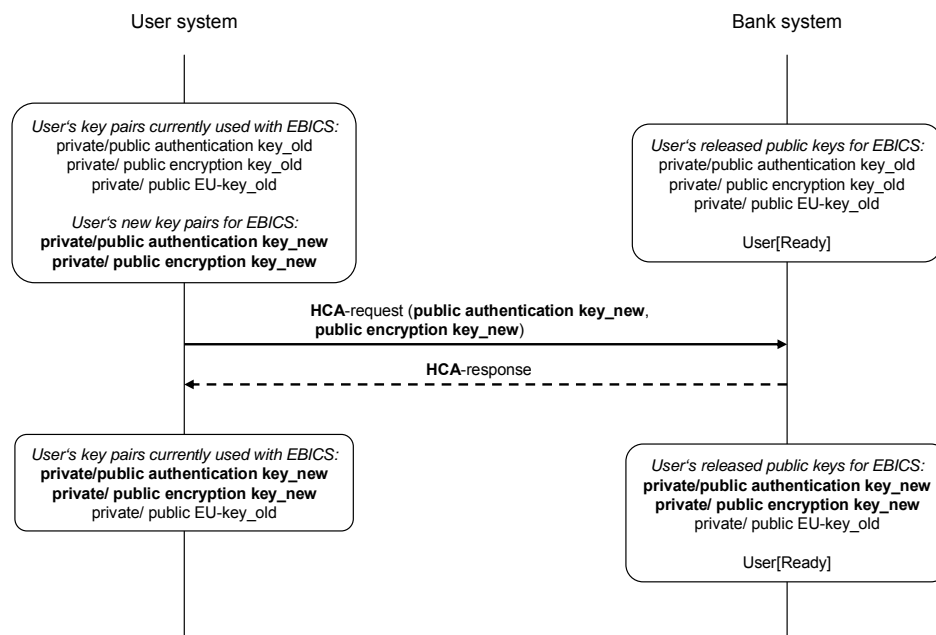 User system
Bank system
User‘s key pairs currently used with EBICS:
private/public authentication key_old
private/ public encryption key_old
private/ public EU-key_old
User‘s new key pairs for EBICS:
private/public authentication key_new
private/ public encryption key_new
User‘s released public keys for EBICS:
private/public authentication key_old
private/ public encryption key_old
private/ public EU-key_old
User[Ready]
HCA-request (public authentication key_new,
public encryption key_new)
HCA-response
User‘s key pairs currently used with EBICS:
private/public authentication key_new
private/ public encryption key_new
private/ public EU-key_old
User‘s released public keys for EBICS:
private/public authentication key_new
private/ public encryption key_new
private/ public EU-key_old
User[Ready]